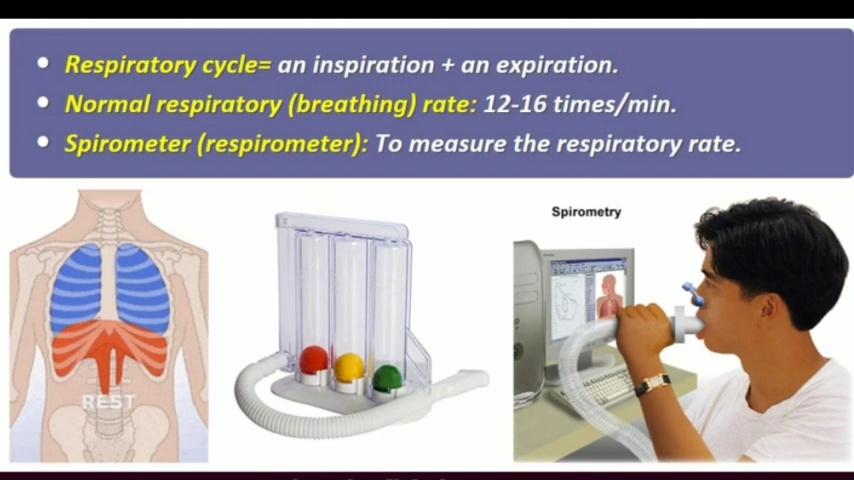 Respiratory cycle= an inspiration + an expiration.
Normal respiratory (breathing) rate: 12-16 times/min.
Spirometer (respirometer): To measure the respiratory rate.
Spirometry
REST